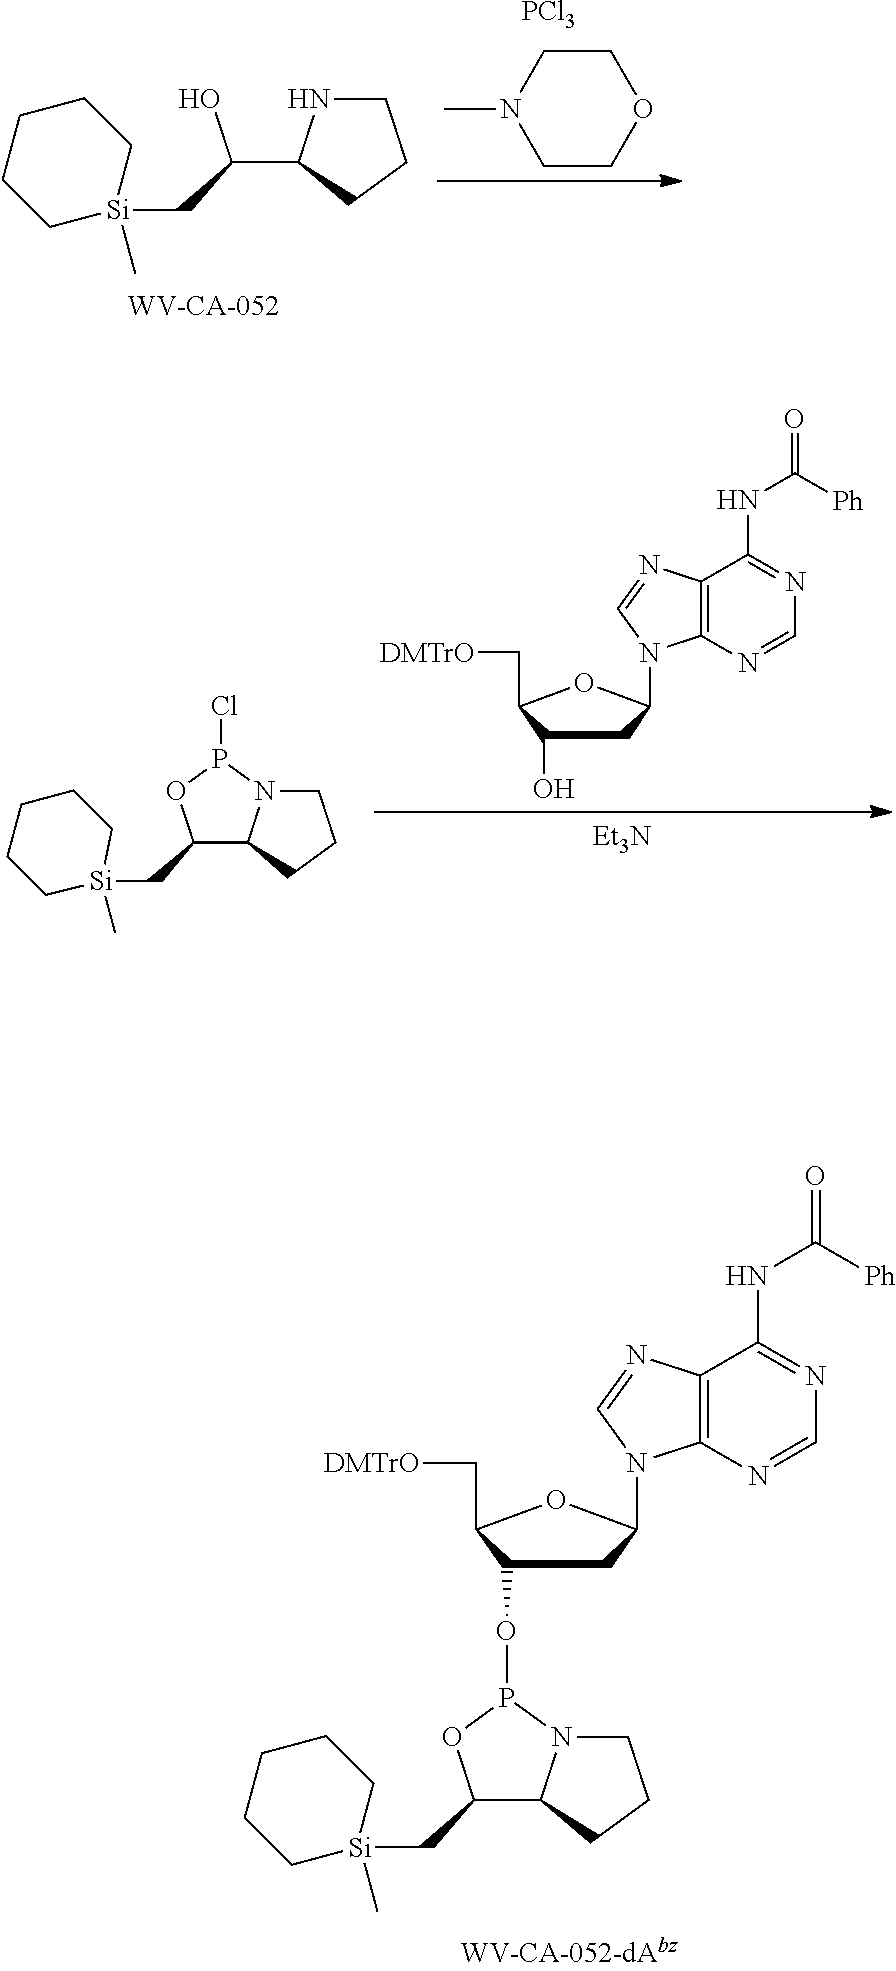 PCl3
HO HN
N O
Si
WV-CA-052
O
HN Ph
N N
DMTrO N N
O
Cl
P
O N
OH
Si
Et3N
O
HN Ph
N N
DMTrO N N
O
O
P
O N
Si
WV-CA-052-dAbz